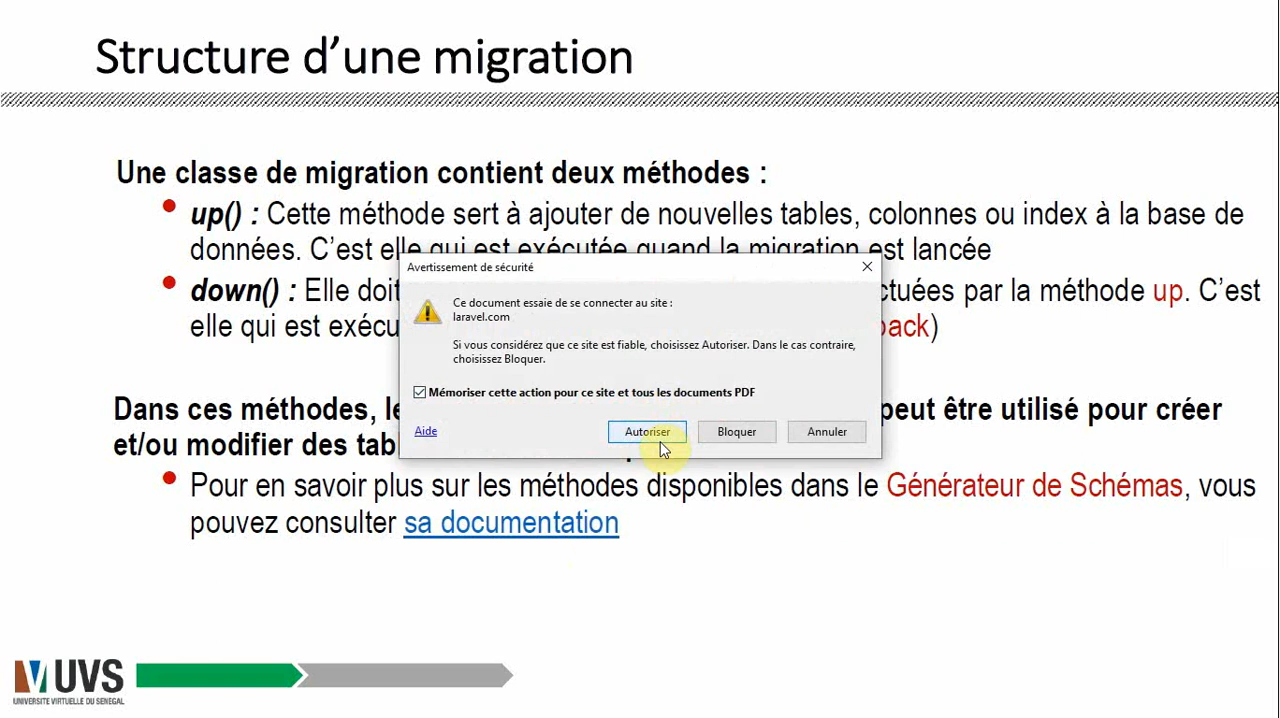 Structure d’une migration
Une classe de migration contient deux méthodes :
• up() : Cette méthode sert à ajouter de nouvelles tables, colonnes ou index à la base de
données. C’est elle qui est exécutée quand la migration est lancée
• down() : Elle doit
ctuées par la méthode up. C’est
elle qui est exécu
back)
Avertissement de sécurité
Ce document essaie de se connecter au site :
laravel.com
Si vous considérez que ce site est fiable, choisissez Autoriser. Dans le cas contraire,
choisissez Bloquer.
Mémoriser cette action pour ce site et tous les documents PDF
Aide
Autoriser
Bloquer
Annuler
Dans ces méthodes, le
peut être utilisé pour créer
et/ou modifier des tab
• Pour en savoir plus sur les méthodes disponibles dans le Générateur de Schémas, vous
pouvez consulter sa documentation
UVS
UNIVERSITE VIRTUELLE DU SENEGAL